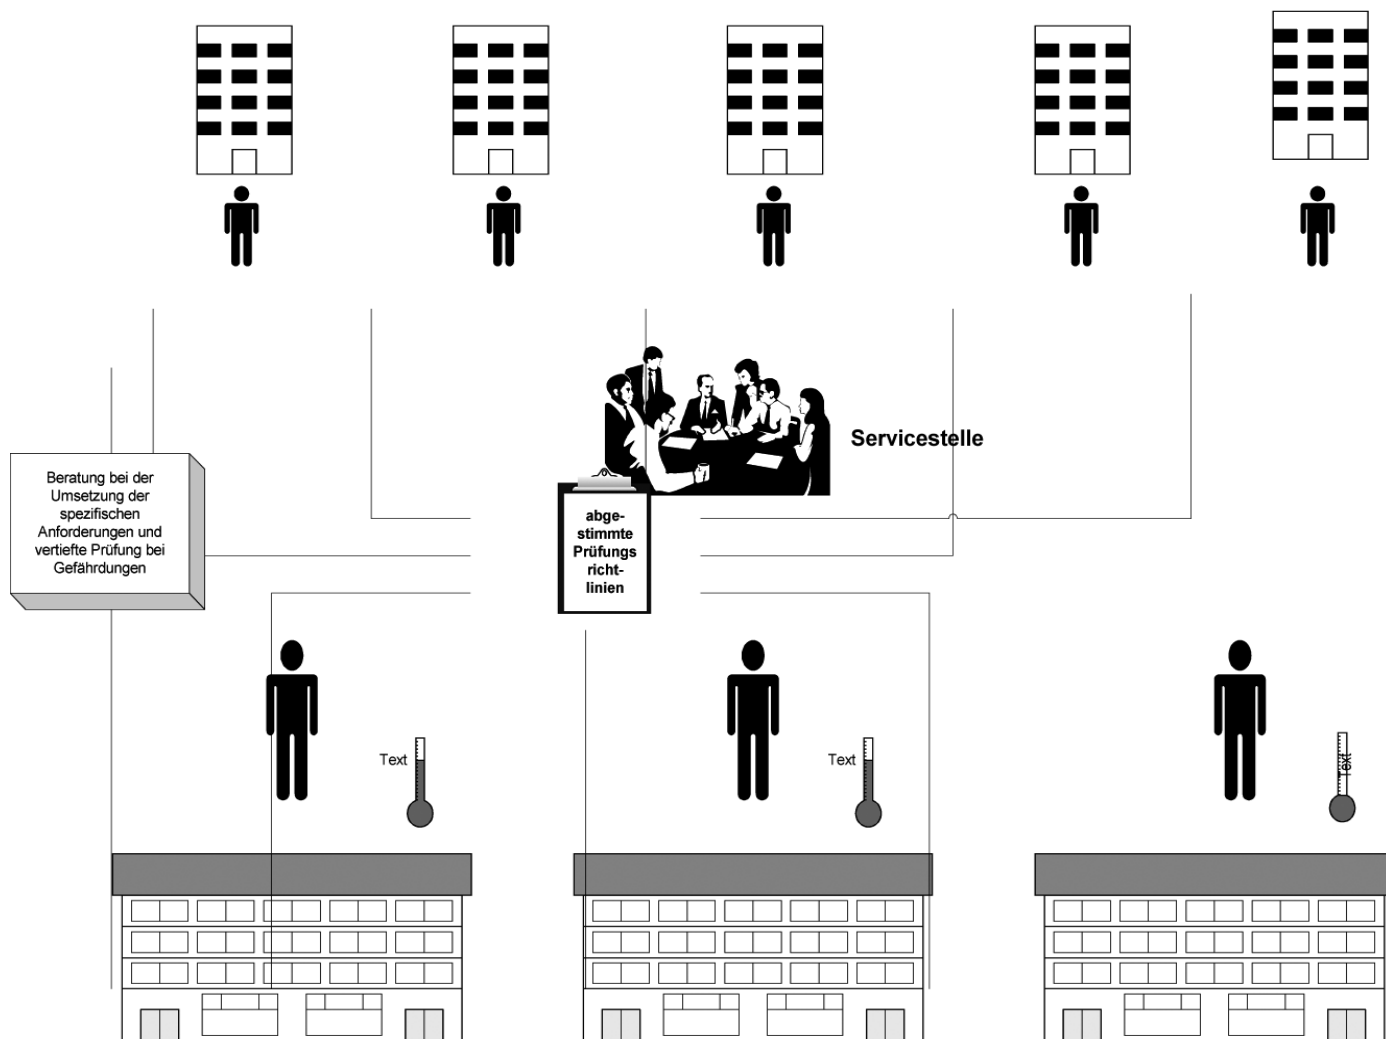 Servicestelle
Beratung bei der
Umsetzung der
spezifischen
Anforderungen und
vertiefte Prüfung bei
Gefährdungen
abge-
stimmte
Prüfungs
richt-
linien
Text
Text
Text